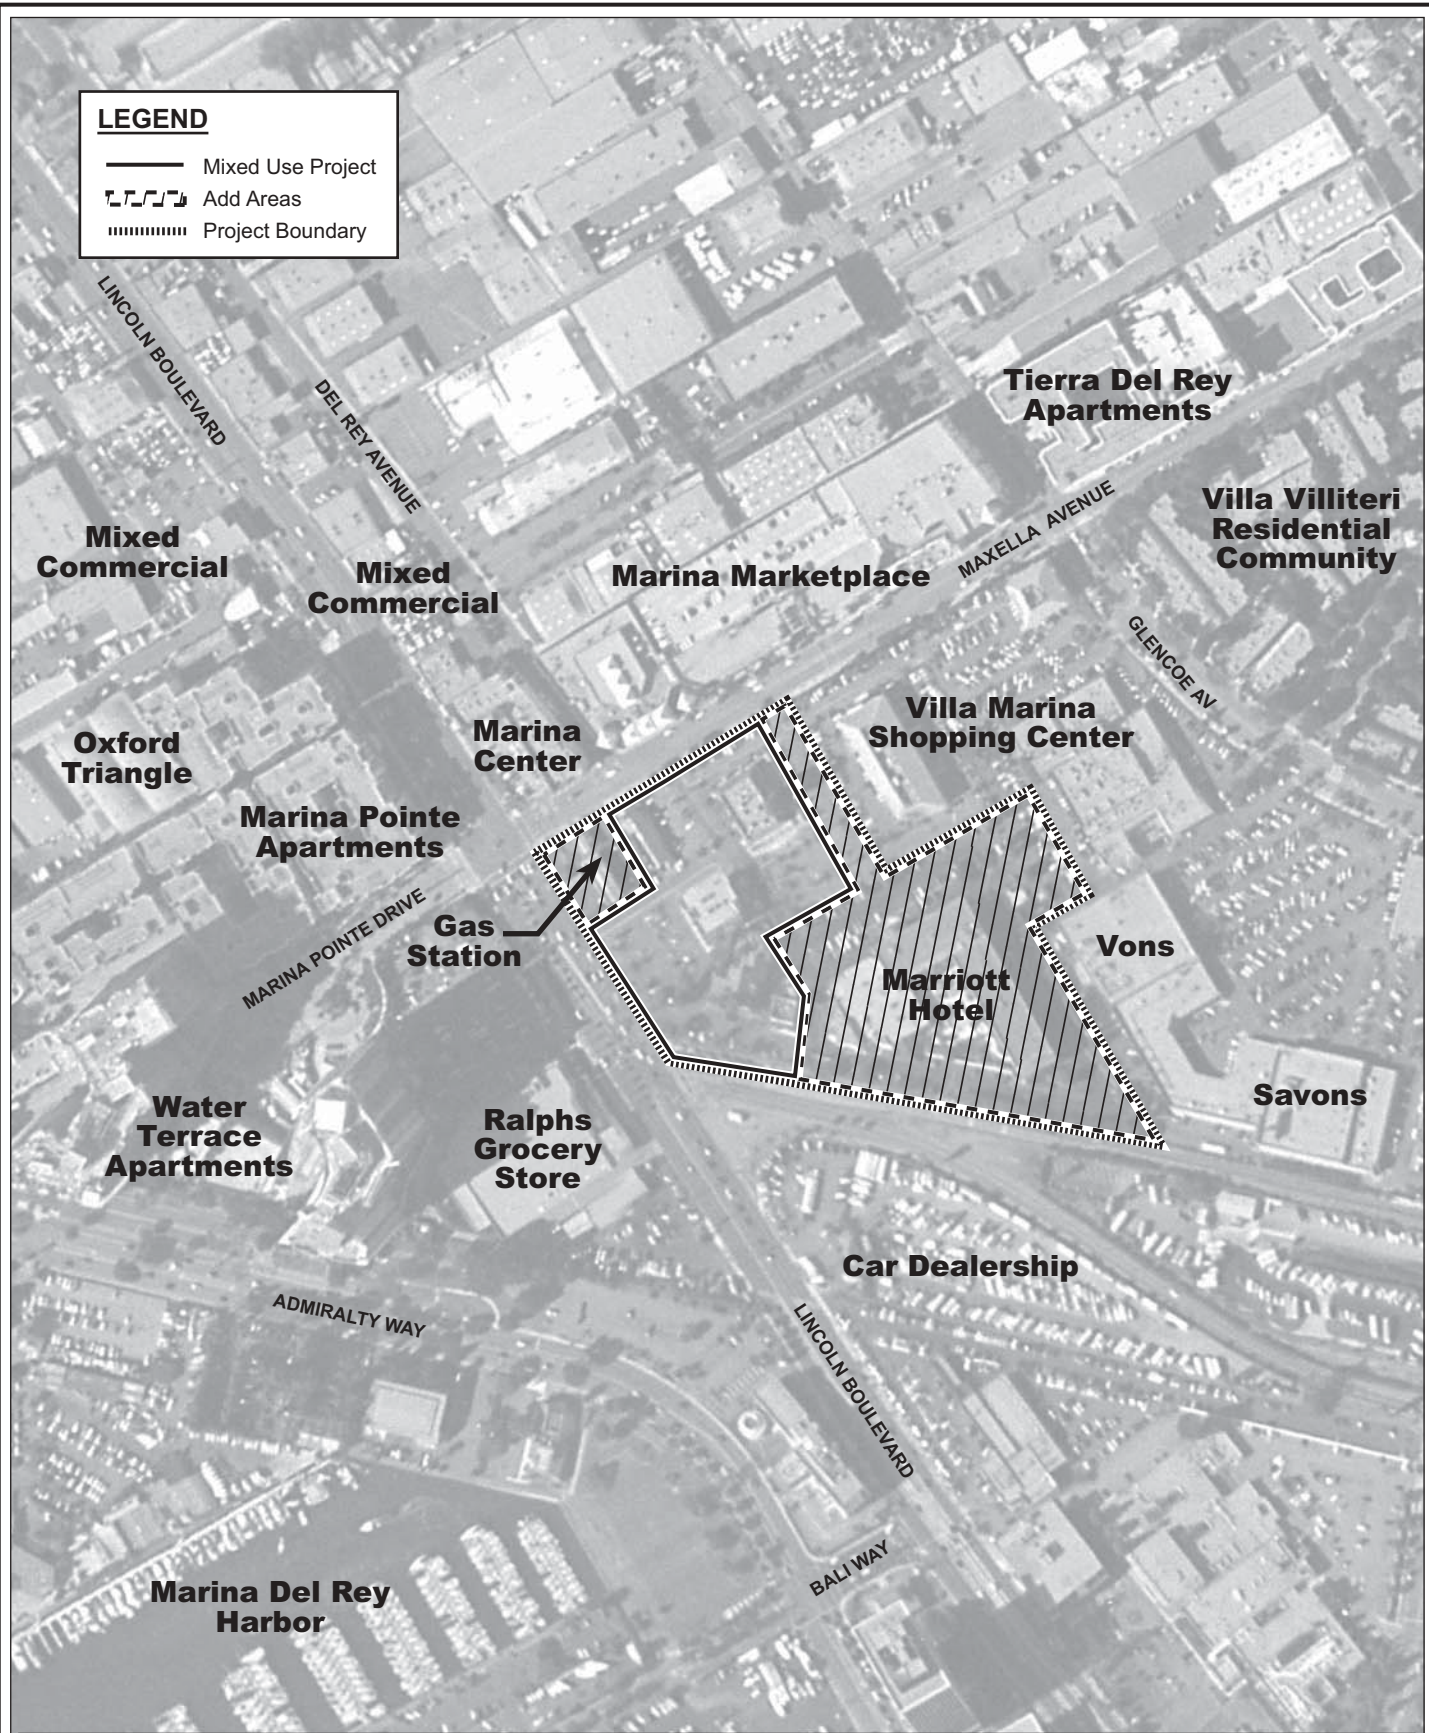 LEGEND
Mixed Use Project
Add Areas
Project Boundary
LINCOLN BOULEVARD
DEL REY AVENUE
Tierra Del Rey
Apartments
MAXELLA AVENUE
Villa Villiteri
Residential
Community
Mixed
Commercial
Mixed
Commercial
Marina Marketplace
GLENCOE AV
Villa Marina
Shopping Center
Oxford
Triangle
Marina
Center
Marina Pointe
Apartments
MARINA POINTE DRIVE
Gas
Station
Vons
Marriott
Hotel
Savons
Water
Terrace
Apartments
Ralphs
Grocery
Store
Car Dealership
ADMIRALTY WAY
LINCOLN BOULEVARD
BALI WAY
Marina Del Rey
Harbor